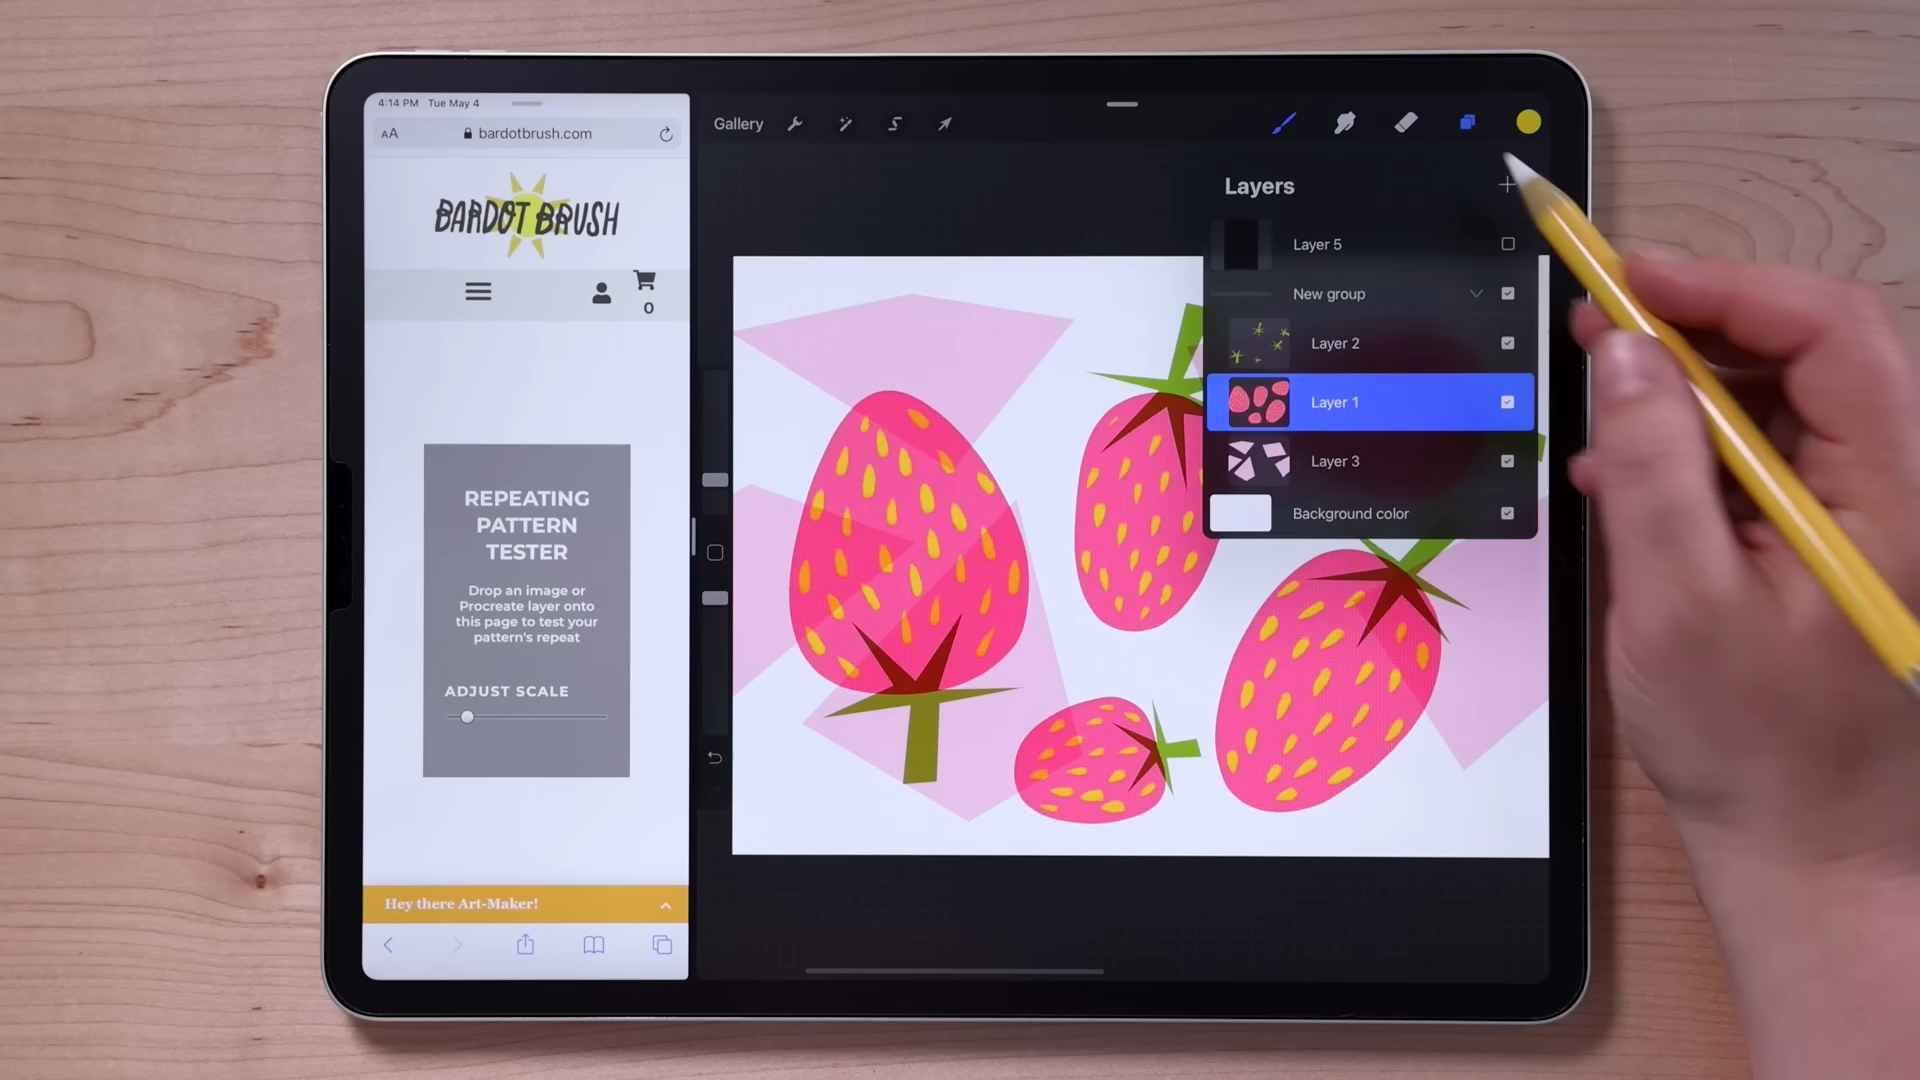 4:14 PM Tue May 4
AA bardotbrush.com
BARDOT BRUSH
0
REPEATING
PATTERN
TESTER
Drop an image or
Procreate layer onto
this page to test your
pattern's repeat
ADJUST SCALE
Hey there Art-Maker!
Gallery
Layers
Layer 5
New group
Layer 2
Layer 1
Layer 3
Background color